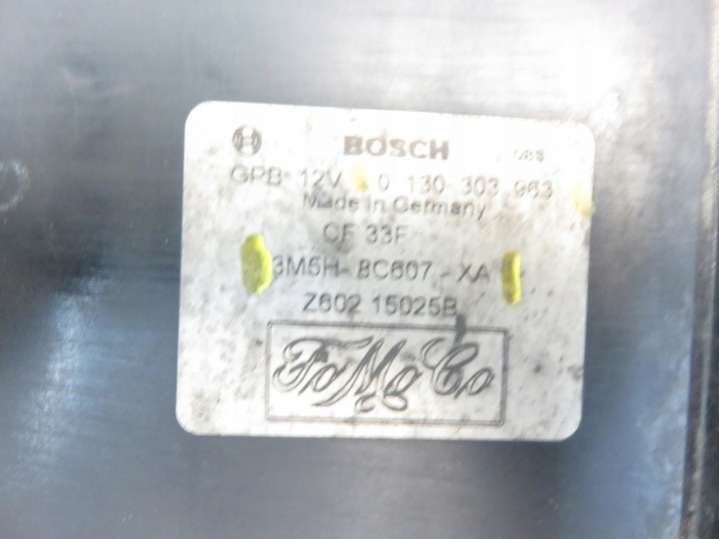 BOSCH
GPB 12V 0 130 303 963
Made in Germany
CF 33F
3M5H-8C607-XA
Z602 15025B
FoMoCo